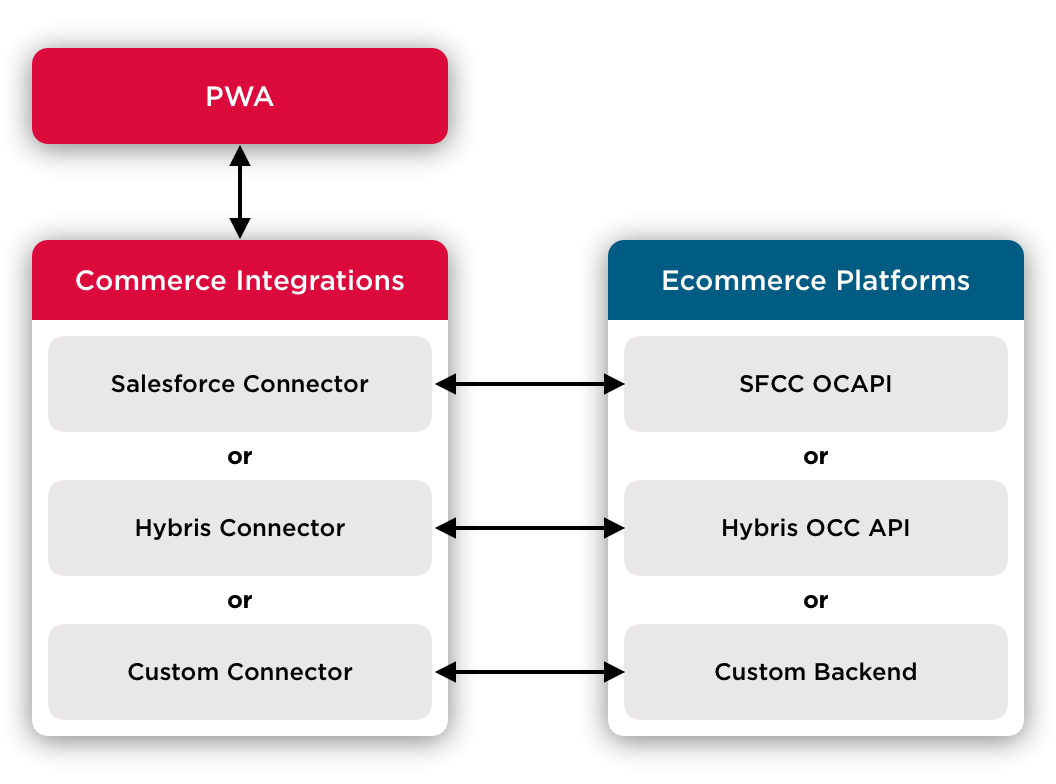 PWA
Commerce Integrations
Salesforce Connector
or
Hybris Connector
or
Custom Connector
Ecommerce Platforms
SFCC OCAPI
or
Hybris OCC API
or
Custom Backend